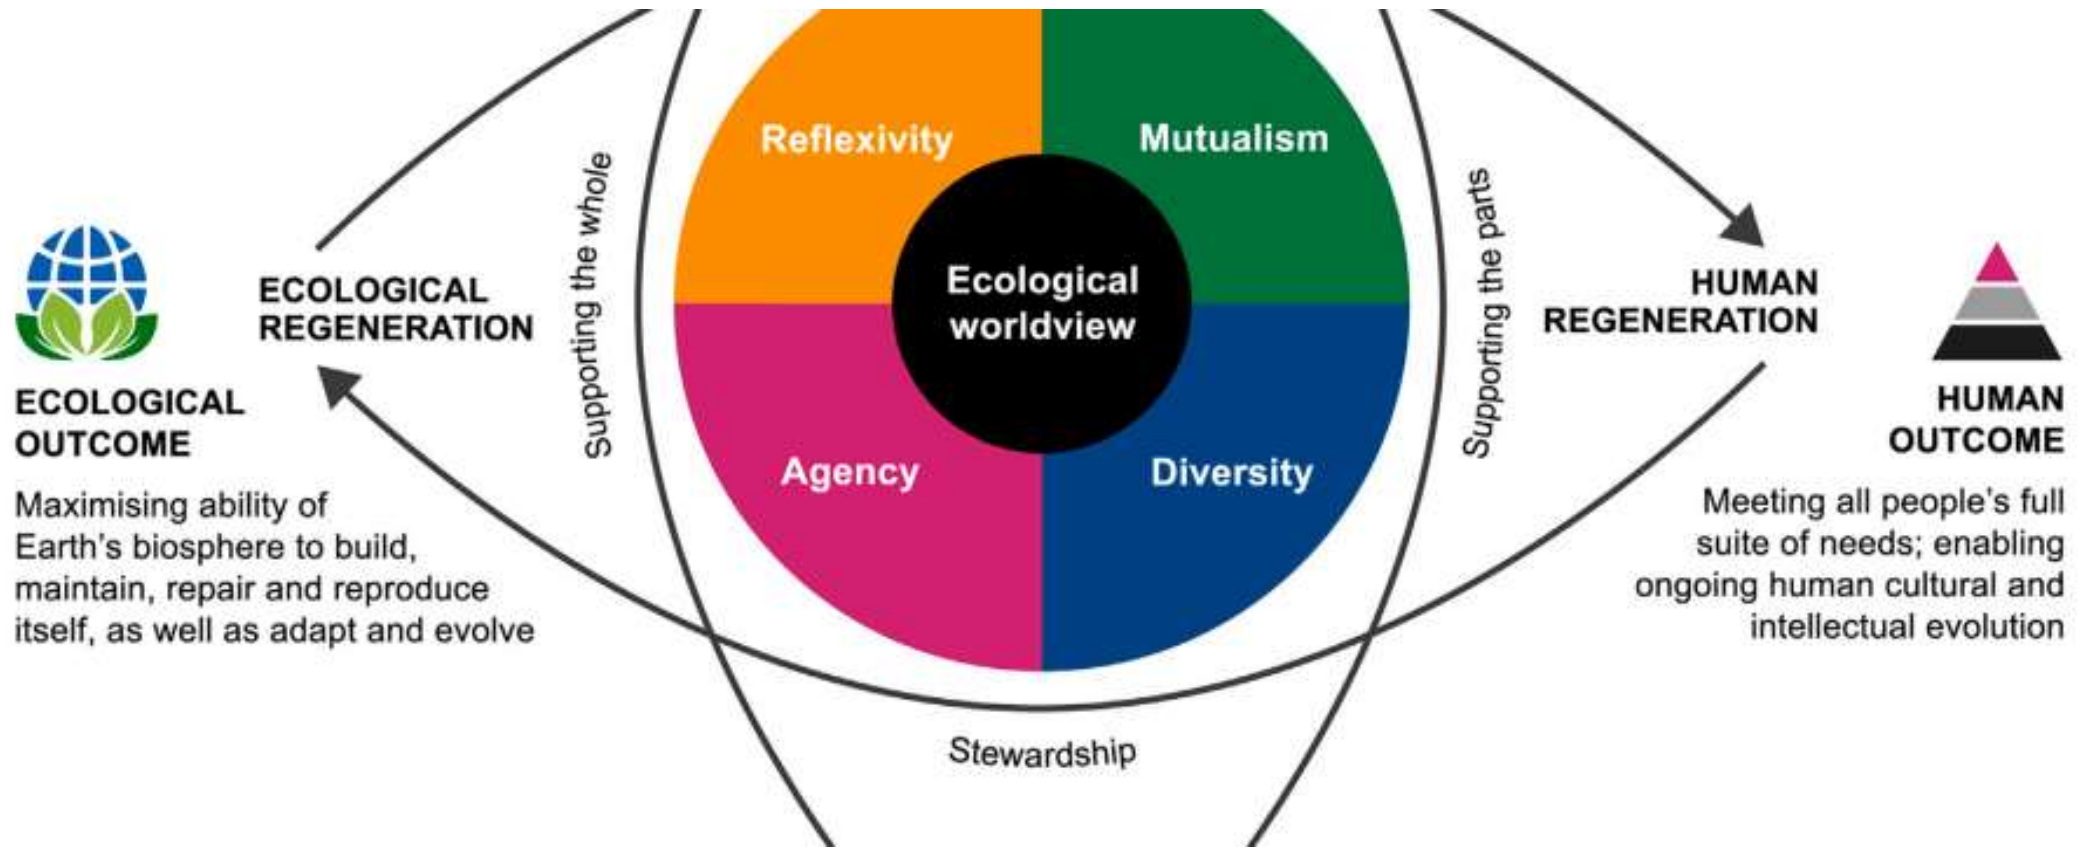 Reflexivity
Mutualism
Supporting the whole
Supporting the parts
Ecological
worldview
ECOLOGICAL
REGENERATION
HUMAN
REGENERATION
ECOLOGICAL
OUTCOME
HUMAN
OUTCOME
Agency
Diversity
Maximising ability of
Earth's biosphere to build,
maintain, repair and reproduce
itself, as well as adapt and evolve
Meeting all people's full
suite of needs; enabling
ongoing human cultural and
intellectual evolution
Stewardship